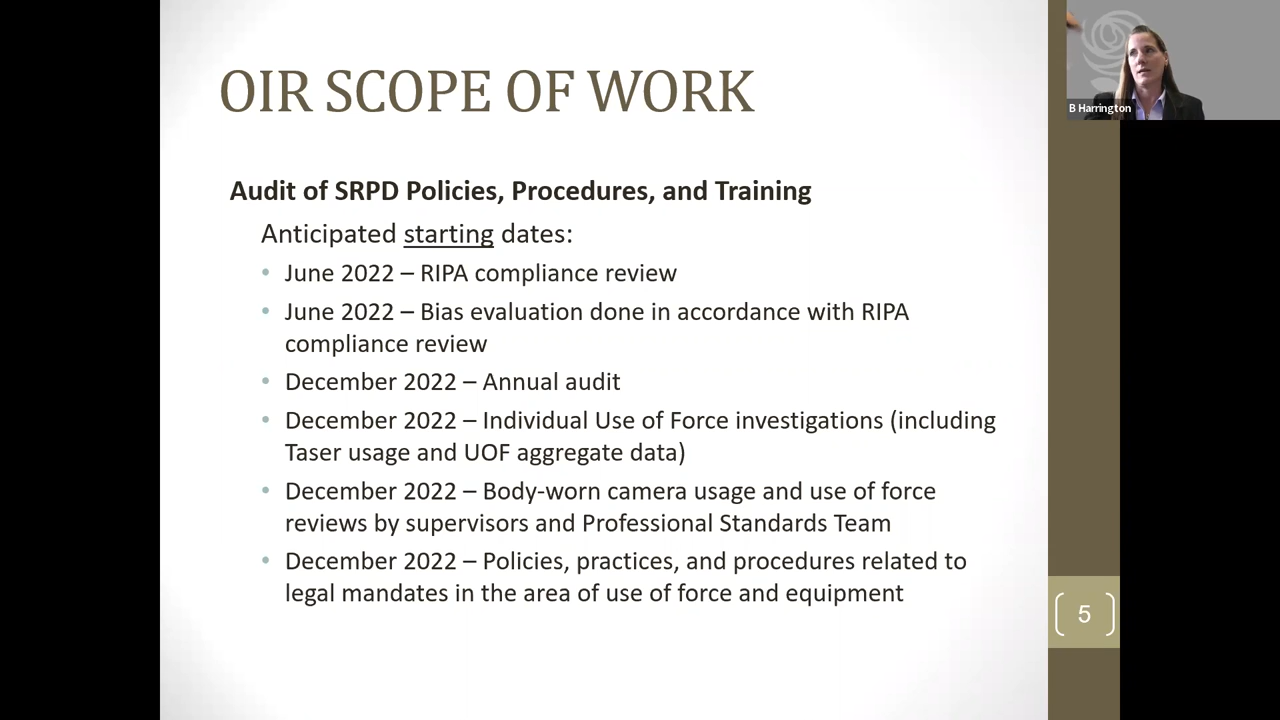 OIR SCOPE OF WORK
B Harrington
Audit of SRPD Policies, Procedures, and Training
Anticipated starting dates:
• June 2022 – RIPA compliance review
• June 2022 – Bias evaluation done in accordance with RIPA
compliance review
• December 2022 – Annual audit
• December 2022 – Individual Use of Force investigations (including
Taser usage and UOF aggregate data)
• December 2022 – Body-worn camera usage and use of force
reviews by supervisors and Professional Standards Team
• December 2022 – Policies, practices, and procedures related to
legal mandates in the area of use of force and equipment
5